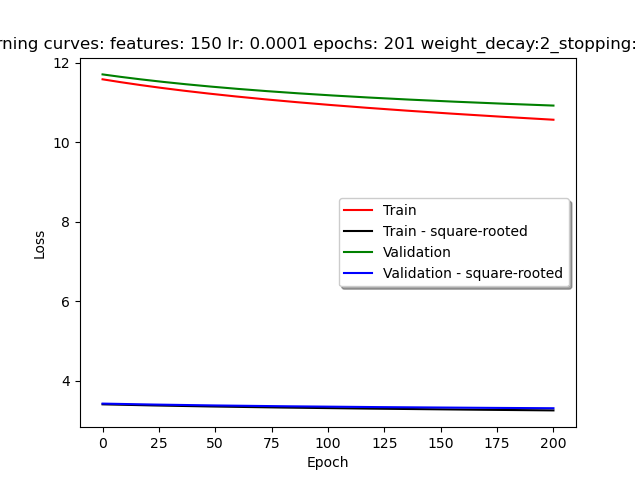 rning curves: features: 150 lr: 0.0001 epochs: 201 weight_decay:2_stopping:
12
10
8
6
4
Loss
Train
Train - square-rooted
Validation
Validation - square-rooted
0 25 50 75 100 125 150 175 200
Epoch